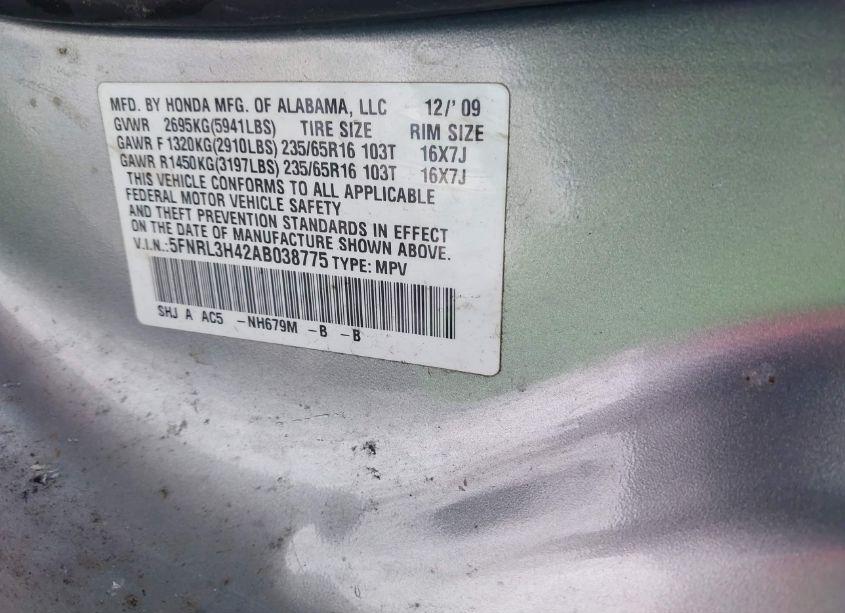 MFD. BY HONDA MFG. OF ALABAMA, LLC 12/' 09
GVWR 2695KG(5941LBS) TIRE SIZE RIM SIZE
GAWR F 1320KG(2910LBS) 235/65R16 103T 16X7J
GAWR R1450KG(3197LBS) 235/65R16 103T 16X7J
THIS VEHICLE CONFORMS TO ALL APPLICABLE
FEDERAL MOTOR VEHICLE SAFETY
AND THEFT PREVENTION STANDARDS IN EFFECT
ON THE DATE OF MANUFACTURE SHOWN ABOVE.
V.I.N.:5FNRL3H42AB038775 TYPE: MPV
SHJ A AC5 -NH679M -B -B